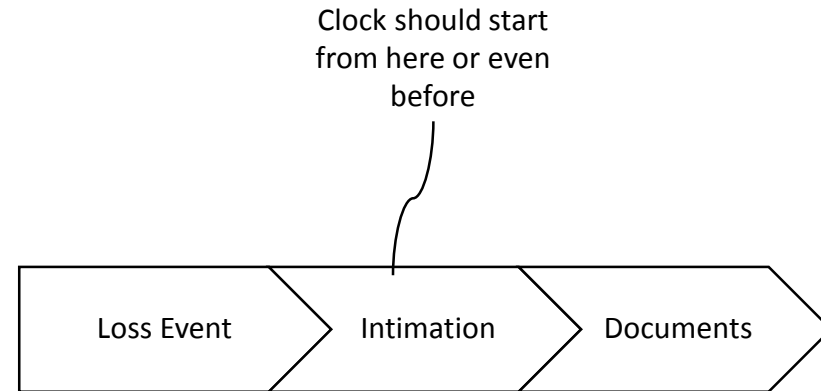 Clock should start
from here or even
before
Loss Event
Intimation
Documents